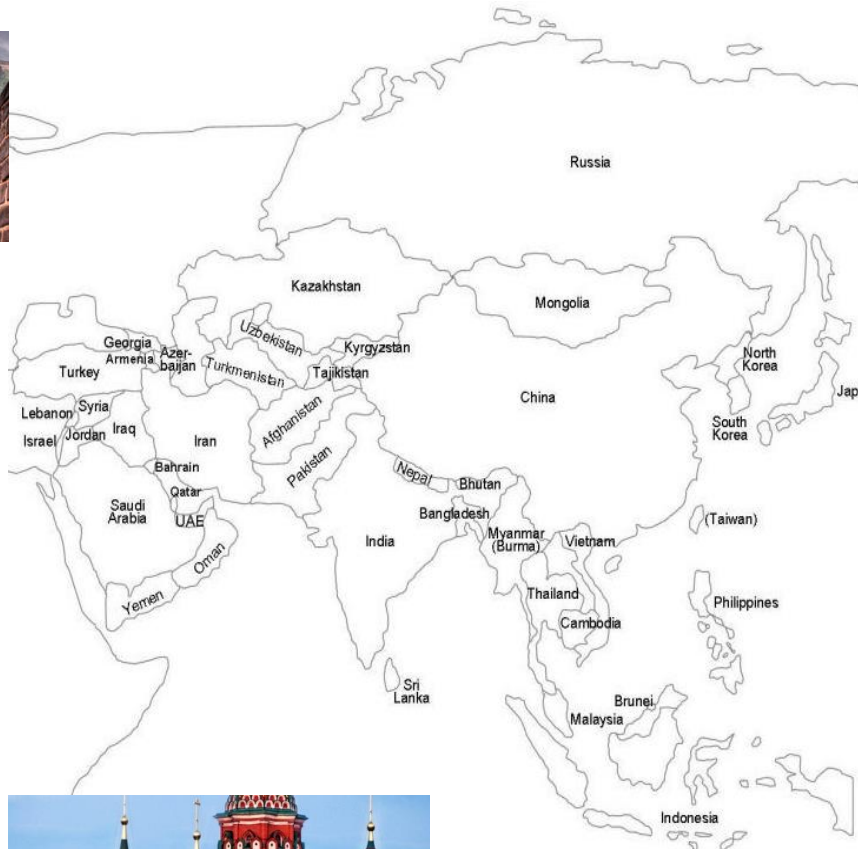 Russia
Kazakhstan
Mongolia
Uzbekistan
Kyrgyzstan
Georgia
Armenia
Azer-
baijan
Turkmenistan
Tajikistan
Turkey
North
Korea
Japa
China
South
Korea
Lebanon
Syria
Israel
Jordan
Iraq
Iran
Afghanistan
Pakistan
Bahrain
Nepal
Bhutan
Qatar
Saudi
Arabia
UAE
Bangladesh
(Taiwan)
Oman
India
Myanmar
(Burma)
Vietnam
Yemen
Thailand
Philippines
Cambodia
Sri
Lanka
Brunei
Malaysia
Indonesia